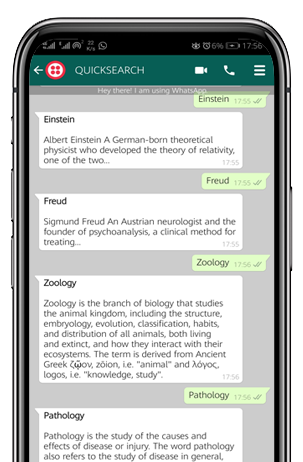 22
K/s
6% 17:56
QUICKSEARCH
Hey there! I am using WhatsApp.
Einstein 17:55
Einstein
Albert Einstein A German-born theoretical
physicist who developed the theory of relativity,
one of the two...
17:55
Freud 17:55
Freud
Sigmund Freud An Austrian neurologist and the
founder of psychoanalysis, a clinical method for
treating...
17:55
Zoology 17:56
Zoology
Zoology is the branch of biology that studies
the animal kingdom, including the structure,
embryology, evolution, classification, habits,
and distribution of all animals, both living
and extinct, and how they interact with their
ecosystems. The term is derived from Ancient
Greek ζῷον, zōion, i.e. "animal" and λόγος,
logos, i.e. "knowledge, study".
17:56
Pathology 17:56
Pathology
Pathology is the study of the causes and
effects of disease or injury. The word pathology
also refers to the study of disease in general,